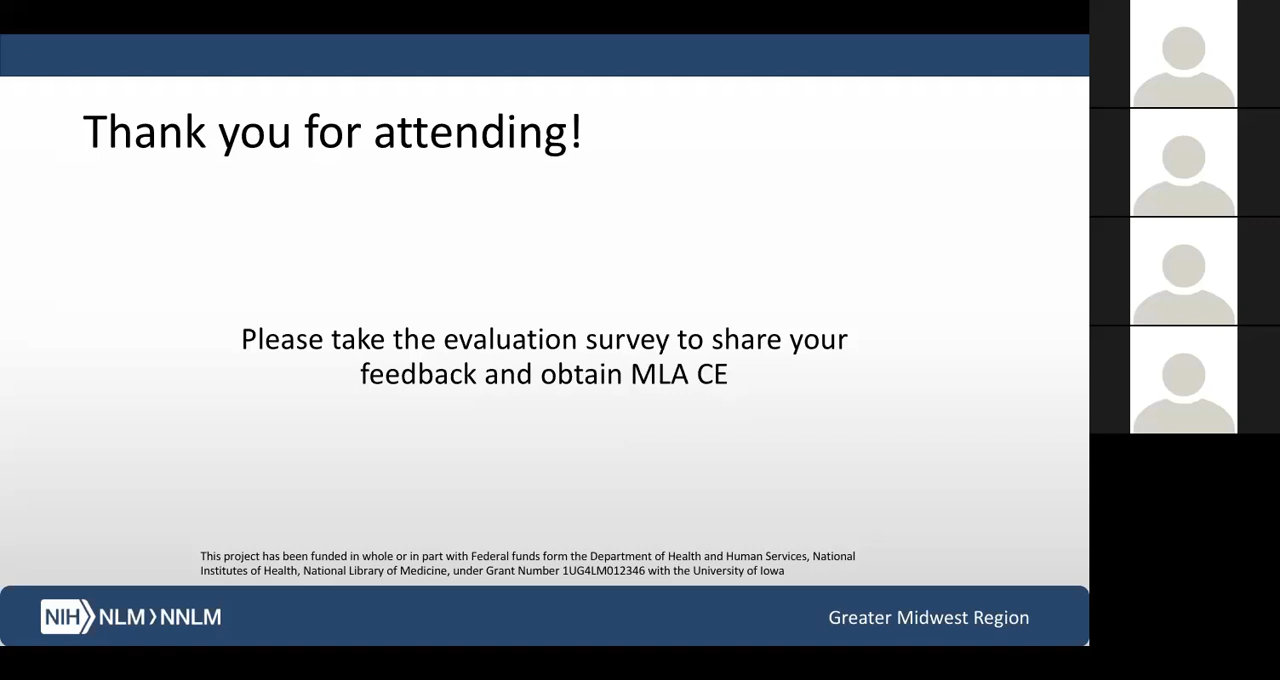 Thank you for attending!
Please take the evaluation survey to share your
feedback and obtain MLA CE
This project has been funded in whole or in part with Federal funds form the Department of Health and Human Services, National
Institutes of Health, National Library of Medicine, under Grant Number 1UG4LM012346 with the University of Iowa
NIH NLM NNLM
Greater Midwest Region